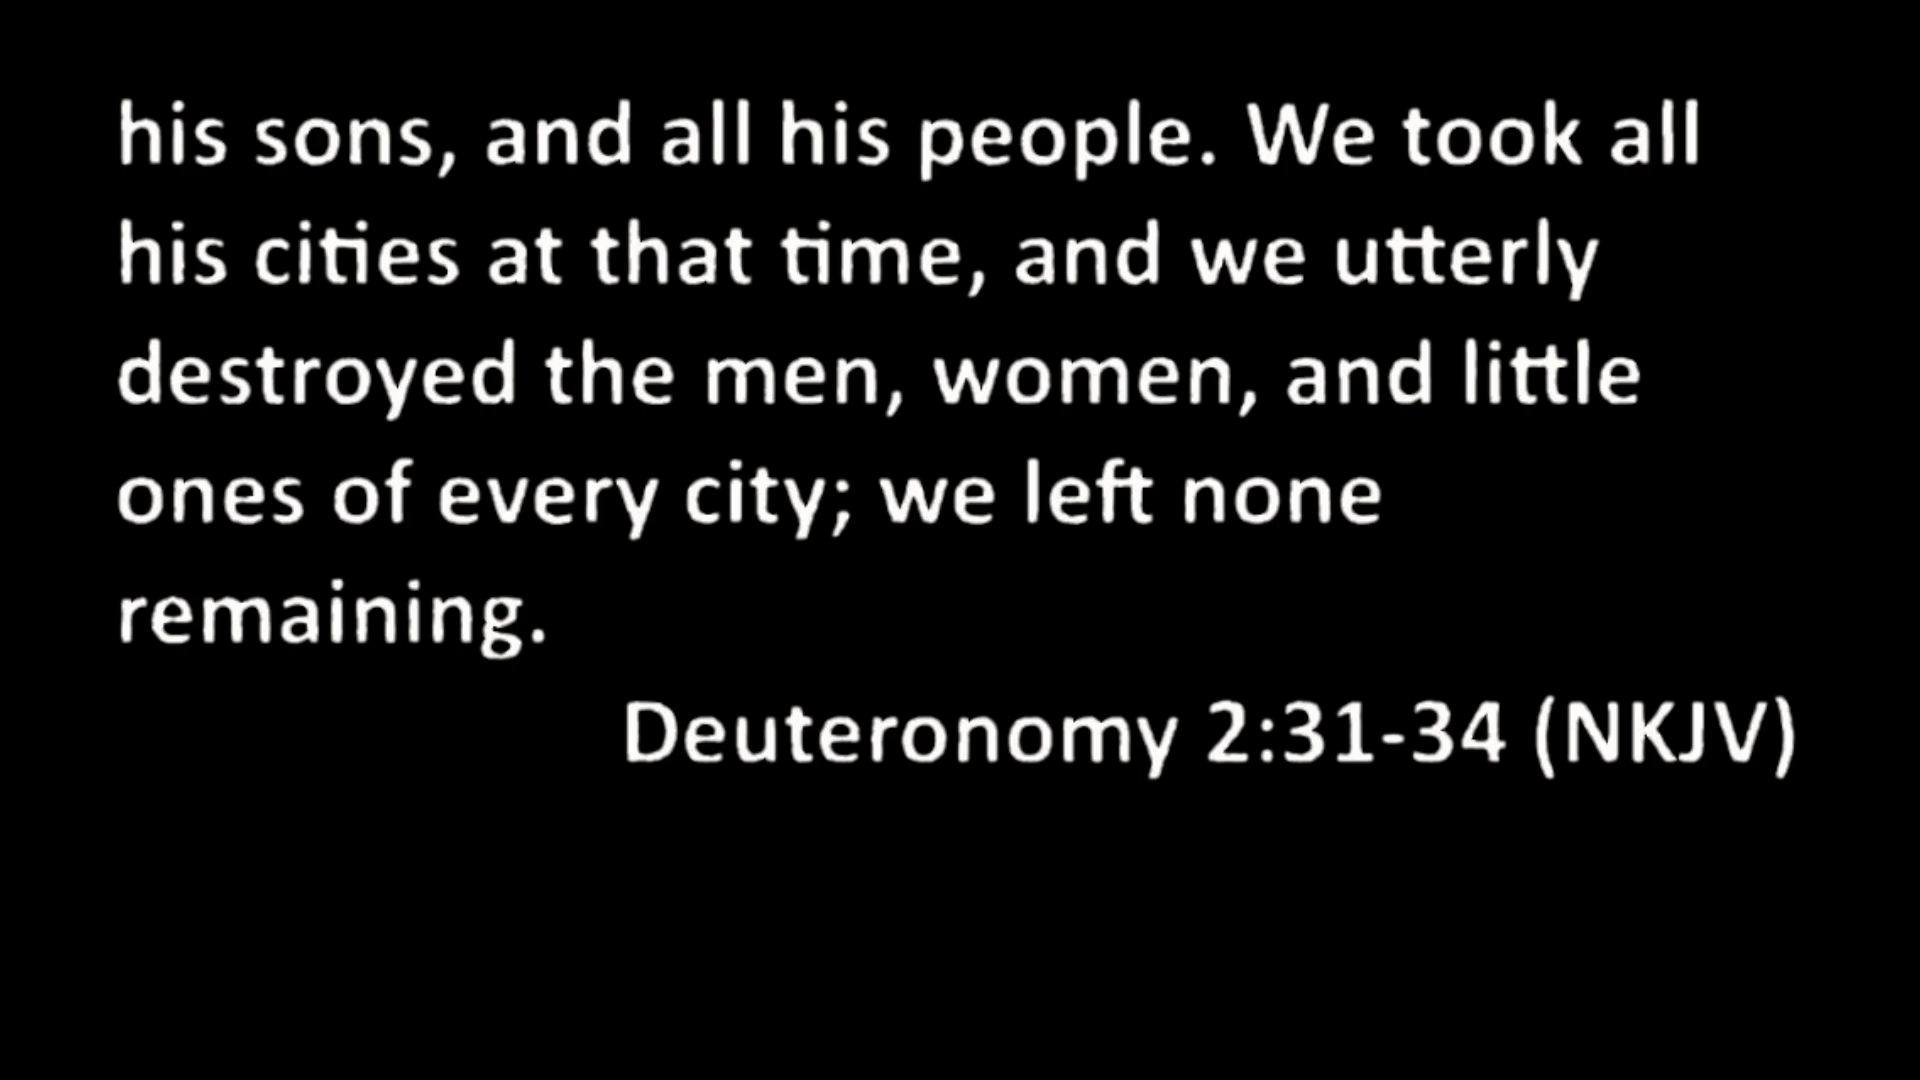 his sons, and all his people. We took all
his cities at that time, and we utterly
destroyed the men, women, and little
ones of every city; we left none
remaining.
Deuteronomy 2:31-34 (NKJV)